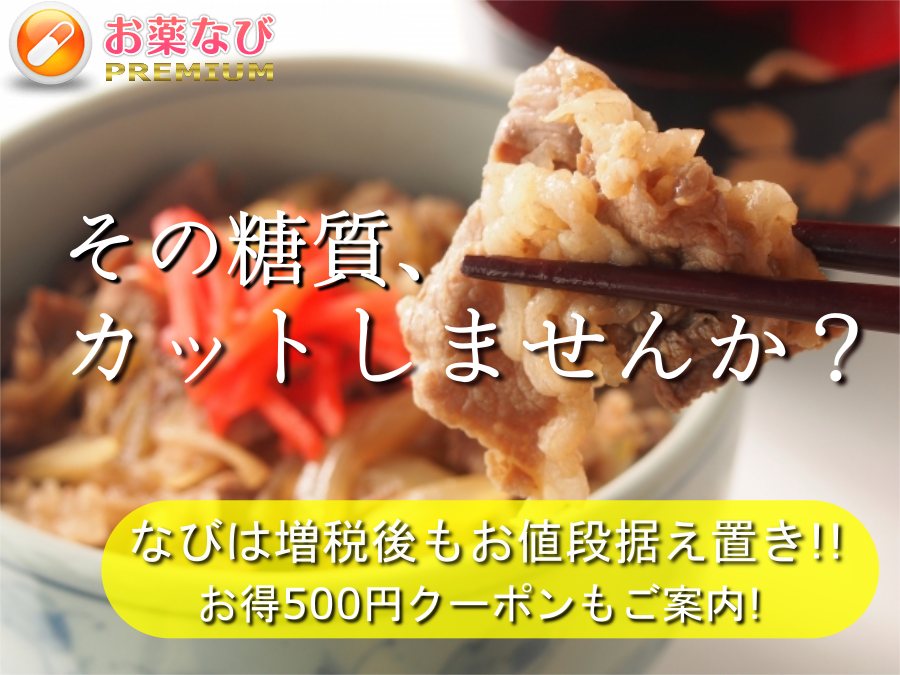 お薬なび
PREMIUM
その糖質、
カットしませんか？
なびは増税後もお値段据え置き!!
お得500円クーポンもご案内!